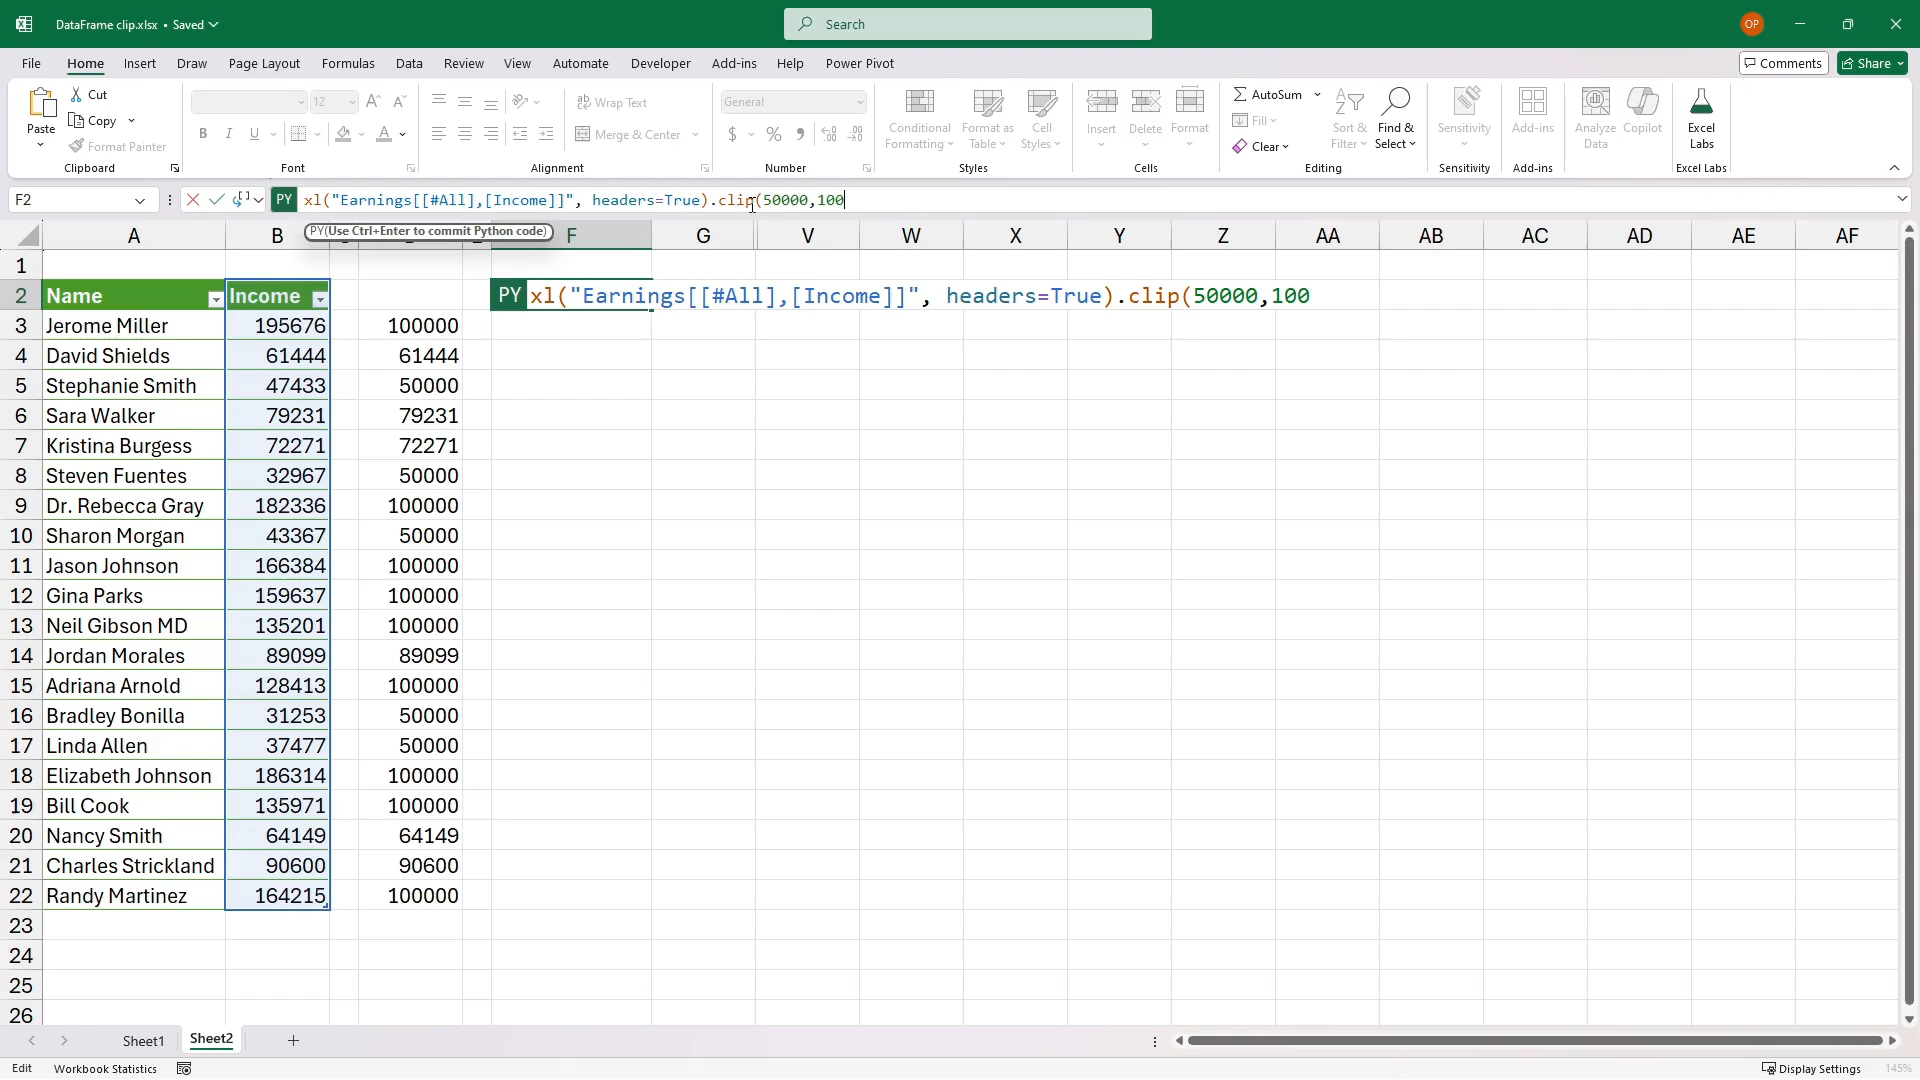 DataFrame clip.xlsx • Saved
Search
OP
File Home Insert Draw Page Layout Formulas Data Review View Automate Developer Add-ins Help Power Pivot
Comments Share
Paste
Cut
Copy
Format Painter
Clipboard
12
B I U
Font
Wrap Text
Merge & Center
Alignment
General
$ % 9
Number
Conditional Formatting
Format as Table
Cell Styles
Styles
Insert
Delete
Format
Cells
AutoSum
Fill
Clear
Sort & Filter
Find & Select
Editing
Sensitivity
Sensitivity
Add-ins
Add-ins
Analyze Data
Copilot
Excel Labs
Excel Labs
F2
PY xl("Earnings[[#All],[Income]]", headers=True).clip(50000,100
PY(Use Ctrl+Enter to commit Python code)
A B F G V W X Y Z AA AB AC AD AE AF
1
2 Name Income PY xl("Earnings[[#All],[Income]]", headers=True).clip(50000,100
3 Jerome Miller 195676 100000
4 David Shields 61444 61444
5 Stephanie Smith 47433 50000
6 Sara Walker 79231 79231
7 Kristina Burgess 72271 72271
8 Steven Fuentes 32967 50000
9 Dr. Rebecca Gray 182336 100000
10 Sharon Morgan 43367 50000
11 Jason Johnson 166384 100000
12 Gina Parks 159637 100000
13 Neil Gibson MD 135201 100000
14 Jordan Morales 89099 89099
15 Adriana Arnold 128413 100000
16 Bradley Bonilla 31253 50000
17 Linda Allen 37477 50000
18 Elizabeth Johnson 186314 100000
19 Bill Cook 135971 100000
20 Nancy Smith 64149 64149
21 Charles Strickland 90600 90600
22 Randy Martinez 164215 100000
23
24
25
26
Sheet1 Sheet2
Edit Workbook Statistics
Display Settings 145%